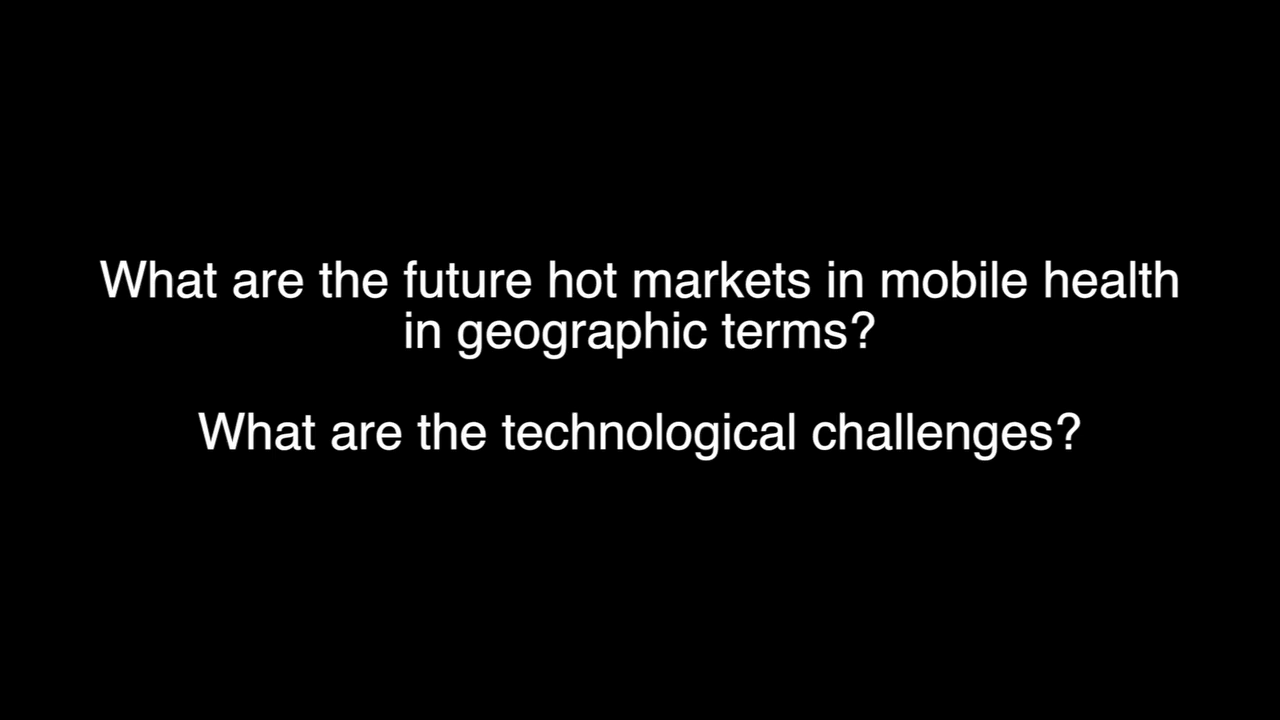 What are the future hot markets in mobile health
in geographic terms?
What are the technological challenges?